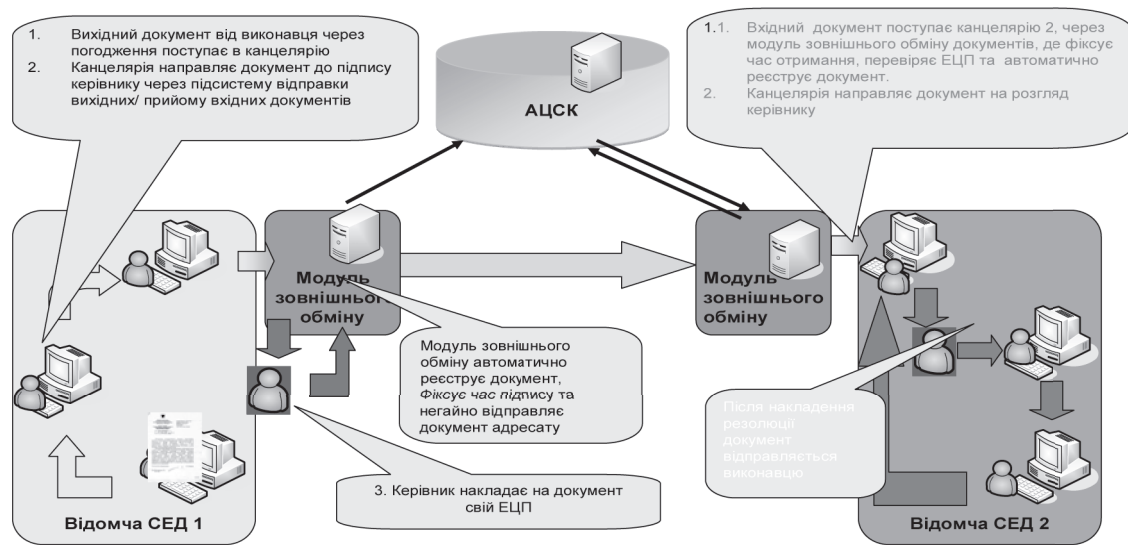 1. Вихідний документ від виконавця через
погодження поступає в канцелярію
2. Канцелярія направляє документ до підпису
керівнику через підсистему відправки
вихідних/ прийому вхідних документів
АЦСК
1.1. Вхідний документ поступає канцелярію 2, через
модуль зовнішнього обміну документів, де фіксує
час отримання, перевіряє ЕЦП та автоматично
реєструє документ.
2. Канцелярія направляє документ на розгляд
керівнику
Модуль
зовнішнього
обміну
Модуль
зовнішнього
обміну
Модуль зовнішнього
обміну автоматично
реєструє документ,
Фіксує час підпису та
негайно відправляє
документ адресату
Після накладення
резолюції
документ
відправляється
виконавцю
3. Керівник накладає на документ
свій ЕЦП
Відомча СЕД 1
Відомча СЕД 2